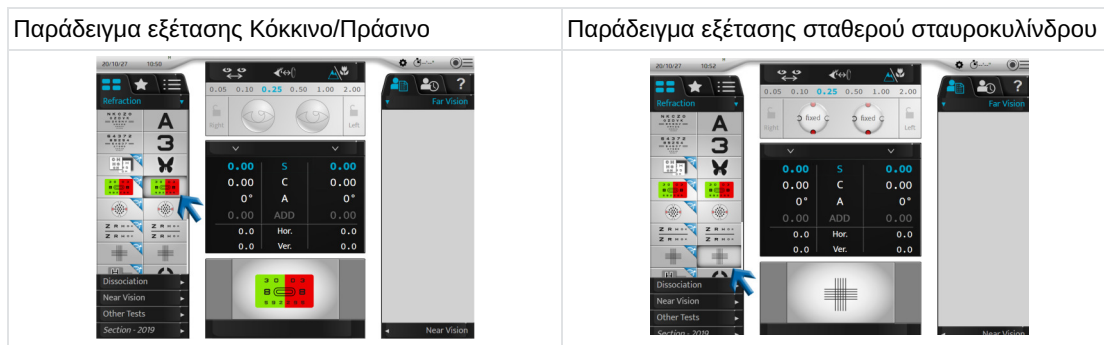 Παράδειγμα εξέτασης Κόκκινο/Πράσινο
Παράδειγμα εξέτασης σταθερού σταυροκυλίνδρου
20/10/27 10:50
0.05 0.10 0.25 0.50 1.00 2.00
Refraction
Far Vision
Right
Left
A
3
0.00 S 0.00
0.00 C 0.00
0° A 0°
0.00 ADD 0.00
0.0 Hor. 0.0
0.0 Ver. 0.0
Dissociation
Near Vision
Other Tests
Section - 2019
Near Vision
?
20/10/27 10:52
0.05 0.10 0.25 0.50 1.00 2.00
Refraction
Far Vision
Right
fixed
fixed
Left
A
3
0.00 S 0.00
0.00 C 0.00
0° A 0°
0.00 ADD 0.00
0.0 Hor. 0.0
0.0 Ver. 0.0
Dissociation
Near Vision
Other Tests
Section - 2019
Near Vision
?